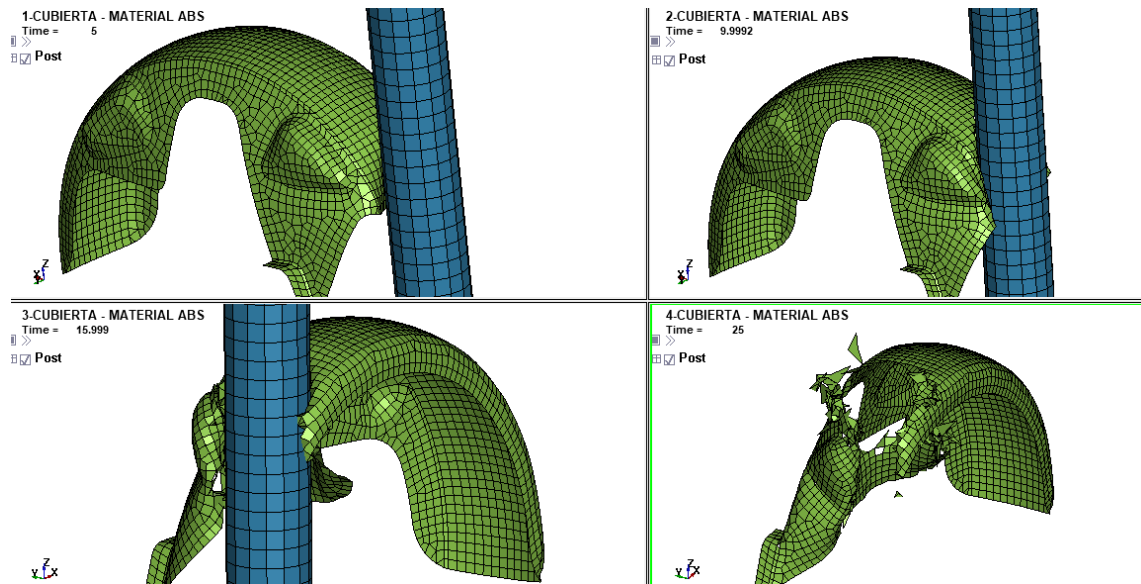 1-CUBIERTA - MATERIAL ABS
Time = 5
Post
Z
2-CUBIERTA - MATERIAL ABS
Time = 9.9992
Post
Z
3-CUBIERTA - MATERIAL ABS
Time = 15.999
Post
Z
Y X
4-CUBIERTA - MATERIAL ABS
Time = 25
Post
Z
Y X